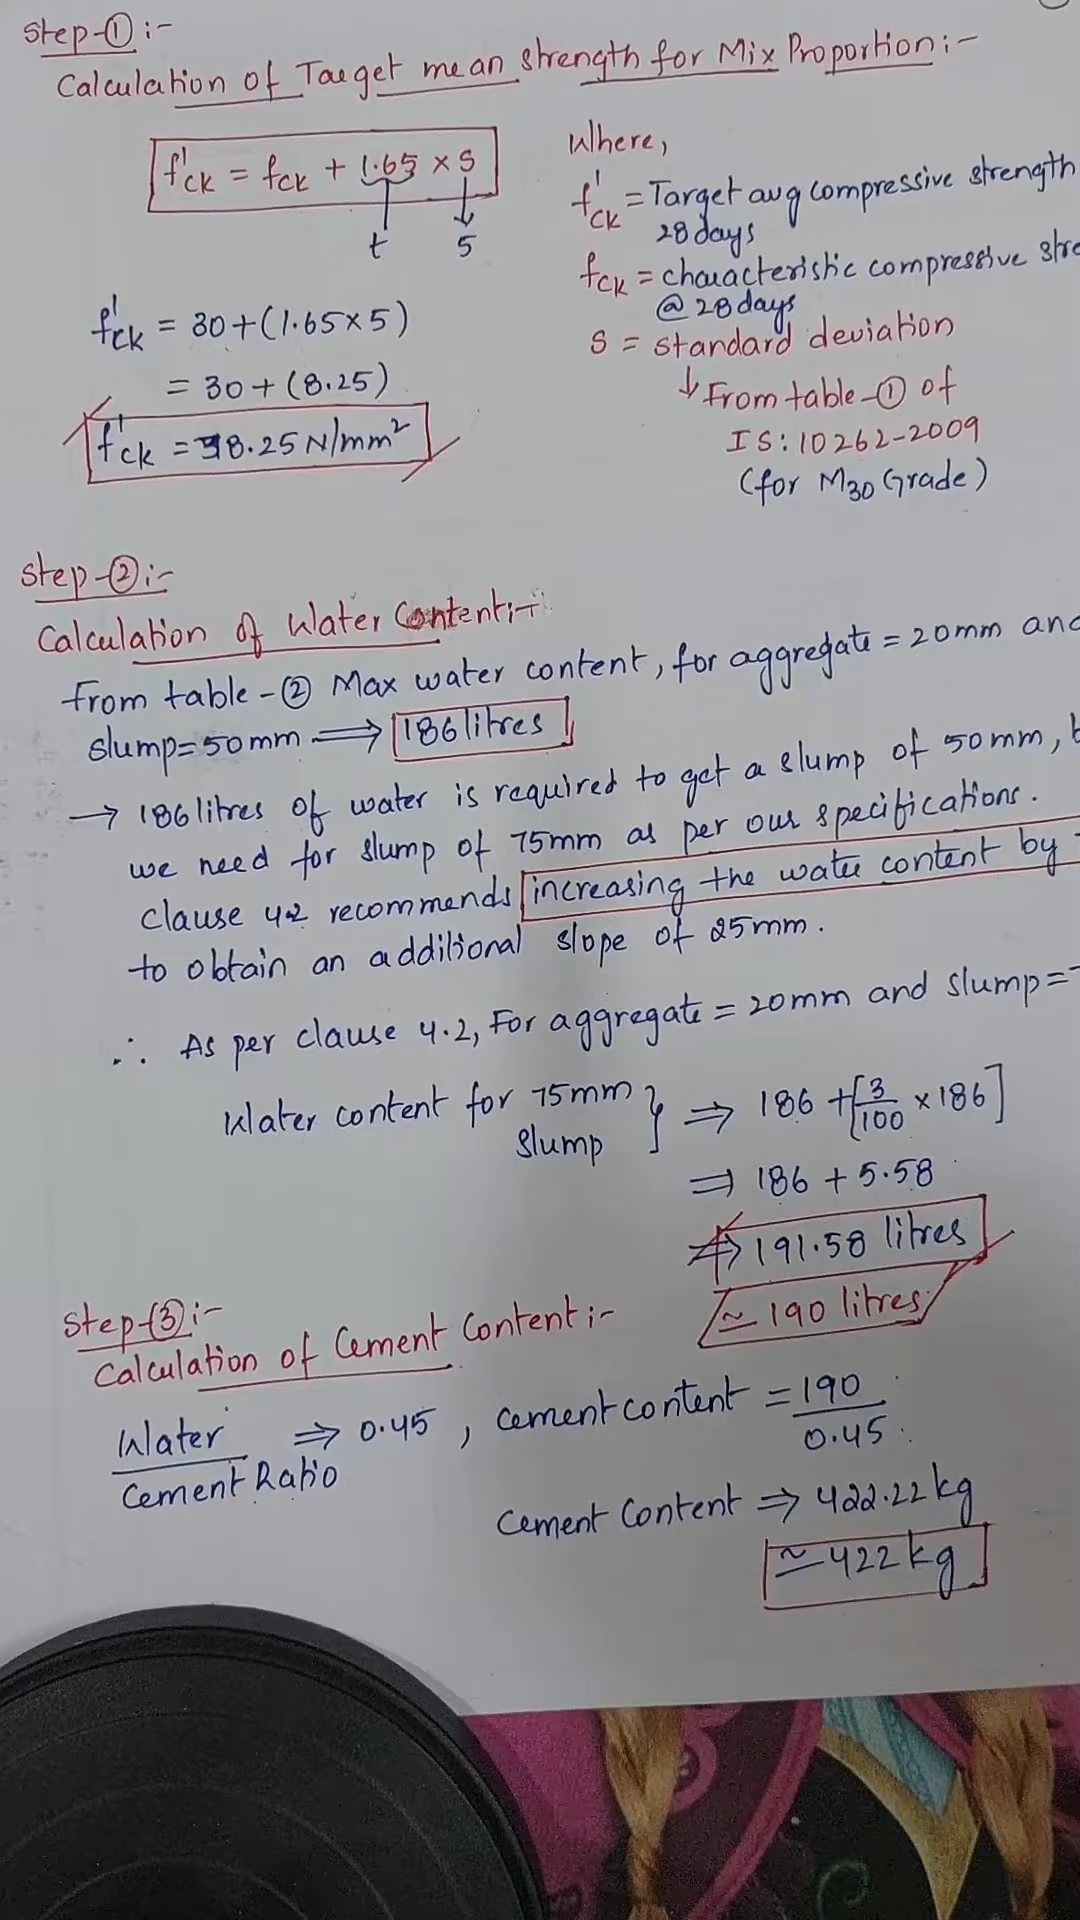 Step-①:-
Calculation of Taeget mean strength for Mix Proportion:-
f'ck = fck + 1.65 × S
t
5
Where,
f'ck = Target avg compressive strength
28 days
fck = characteristic compressive
@ 28 days
S = standard deviation
↓ From table-① of
IS: 10262-2009
(for M30 Grade)
f'ck = 30+(1.65×5)
= 30+(8.25)
f'ck = 38.25 N/mm²
Step-②:-
Calculation of Water Content:-
From table-② Max water content, for aggregate = 20mm and
slump=50mm ⟹ 186 litres
→ 186 litres of water is required to get a slump of 50mm,
we need for slump of 75mm as per our specifications.
clause 4.2 recommends increasing the water content by
to obtain an additional slope of 25mm.
∴ As per clause 4.2, For aggregate = 20mm and slump=
Water content for 75mm } ⇒ 186 + [3/100 × 186]
slump
⇒ 186 + 5.58
⇒ 191.58 litres
≃ 190 litres
Step-③:-
Calculation of Cement Content:-
Water/Cement Ratio ⇒ 0.45, cement content = 190/0.45
Cement Content ⇒ 422.22 kg
≃ 422 kg